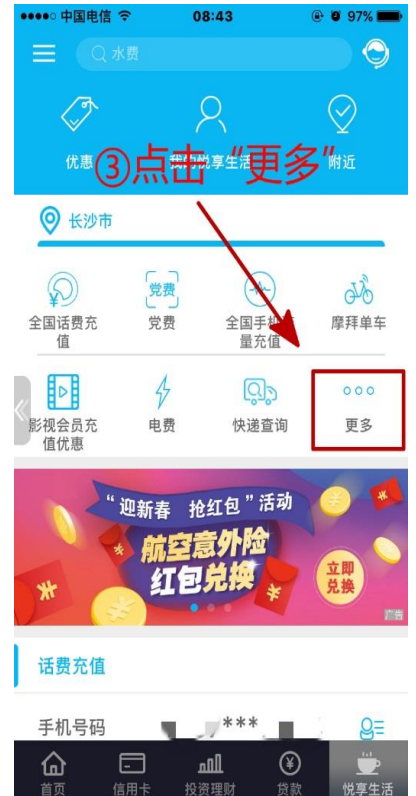 中国电信 08:43 97%
水费
优惠 我的悦享生活 附近
③点击“更多”
长沙市
党费
全国话费充值 党费 全国手机 量充值 摩拜单车
影视会员充值优惠 电费 快递查询 更多
“迎新春 抢红包”活动
航空意外险
红包兑换
立即
兑换
广告
话费充值
手机号码 ***
首页 信用卡 投资理财 贷款 悦享生活